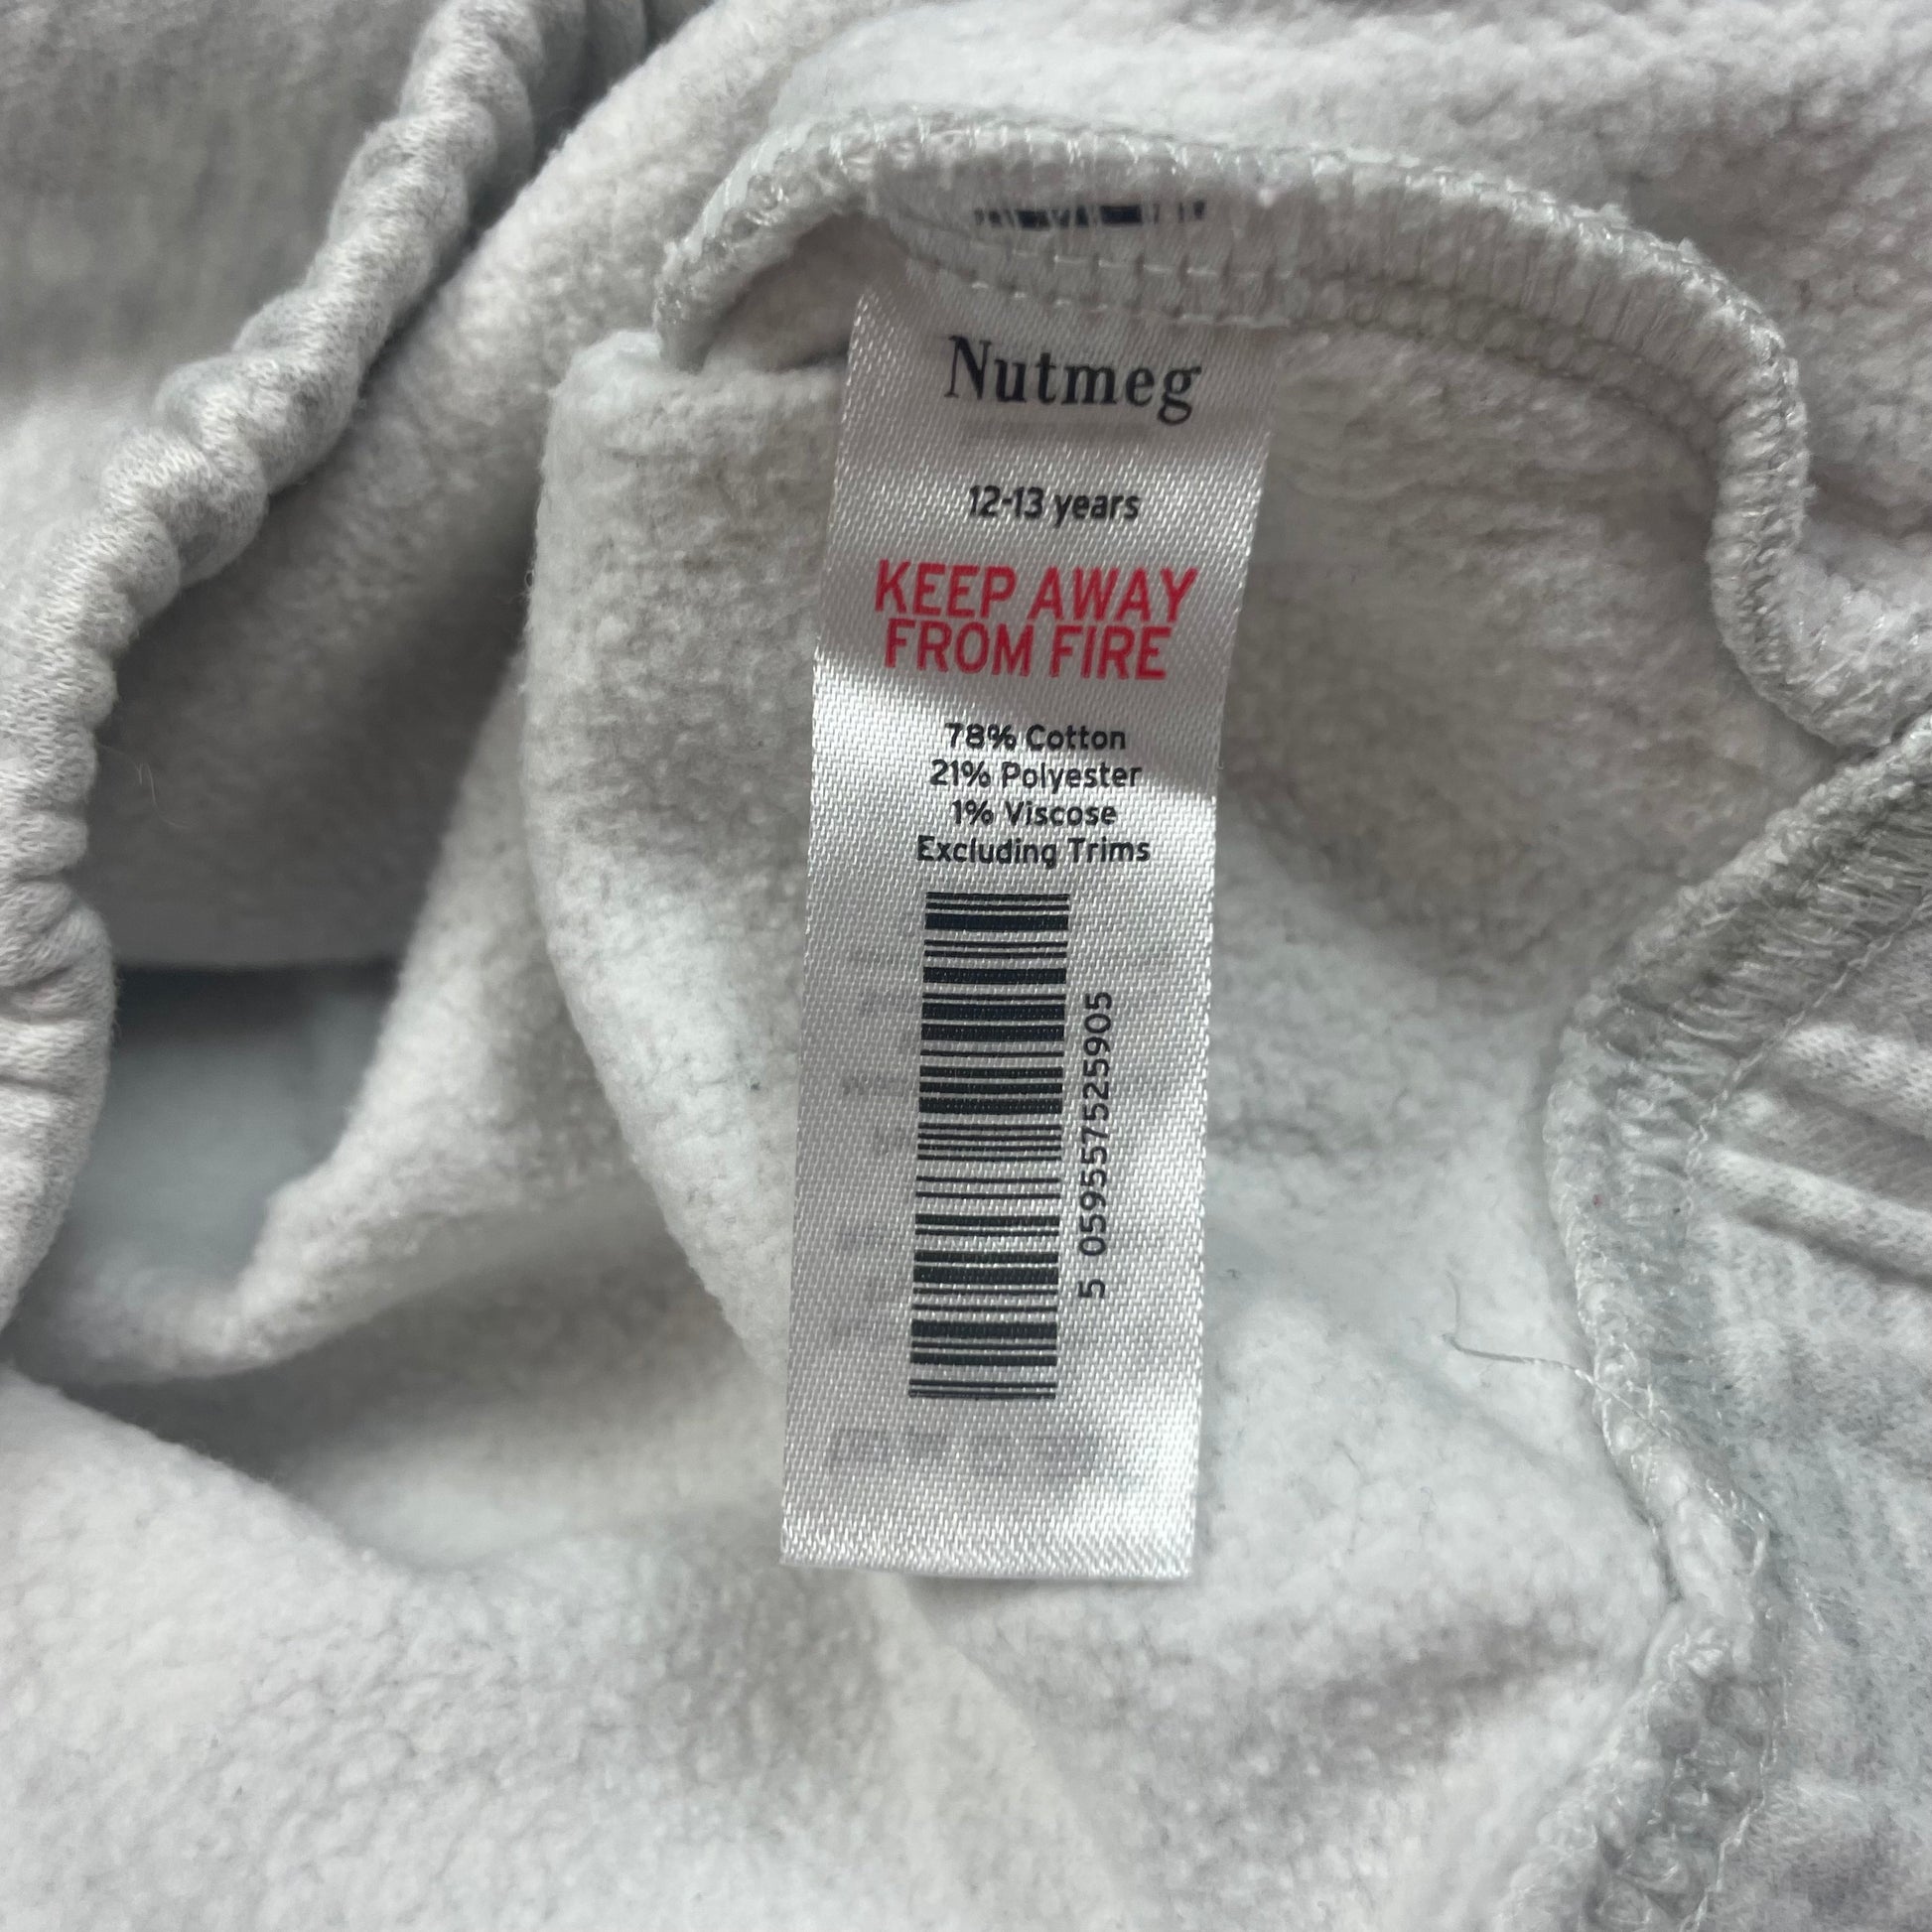 Nutmeg
12-13 years
KEEP AWAY
FROM FIRE
78% Cotton
21% Polyester
1% Viscose
Excluding Trims
5 059557525905